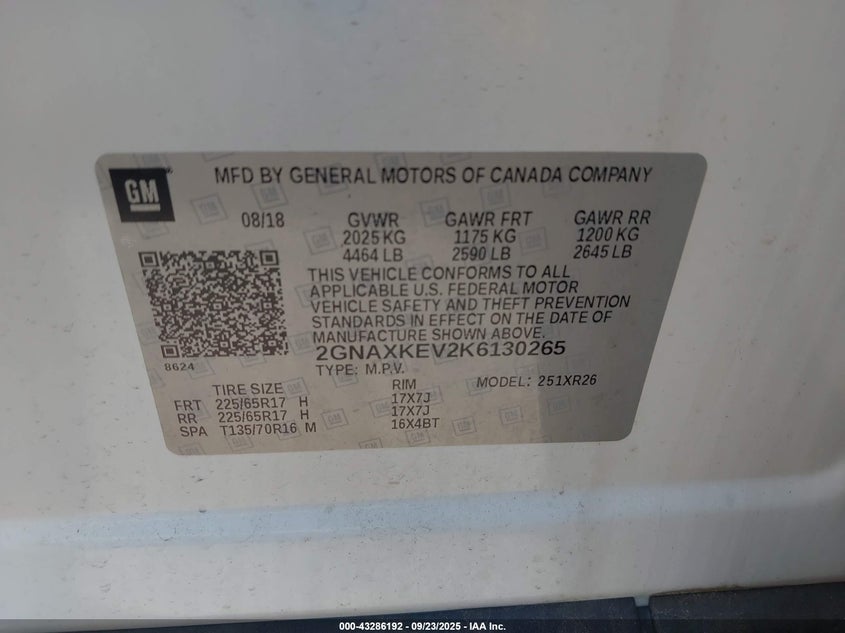 GM
MFD BY GENERAL MOTORS OF CANADA COMPANY
08/18 GVWR GAWR FRT GAWR RR
2025 KG 1175 KG 1200 KG
4464 LB 2590 LB 2645 LB
THIS VEHICLE CONFORMS TO ALL
APPLICABLE U.S. FEDERAL MOTOR
VEHICLE SAFETY AND THEFT PREVENTION
STANDARDS IN EFFECT ON THE DATE OF
MANUFACTURE SHOWN ABOVE.
8624
2GNAXKEV2K6130265
TYPE: M.P.V. MODEL: 251XR26
TIRE SIZE RIM
FRT 225/65R17 H 17X7J
RR 225/65R17 H 17X7J
SPA T135/70R16 M 16X4BT
000-43286192 - 09/23/2025 - IAA Inc.